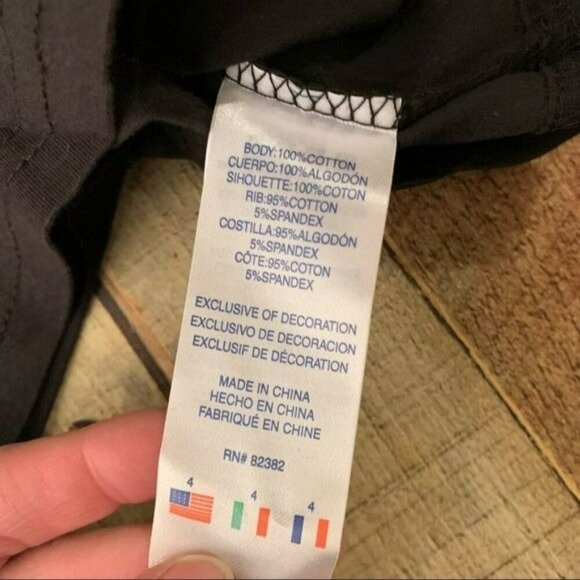 BODY:100%COTTON
CUERPO:100%ALGODÓN
SIHOUETTE:100%COTON
RIB:95%COTTON
5%SPANDEX
COSTILLA:95%ALGODÓN
5%SPANDEX
CÔTE:95%COTON
5%SPANDEX
EXCLUSIVE OF DECORATION
EXCLUSIVO DE DECORACION
EXCLUSIF DE DÉCORATION
MADE IN CHINA
HECHO EN CHINA
FABRIQUÉ EN CHINE
RN# 82382
4 4 4